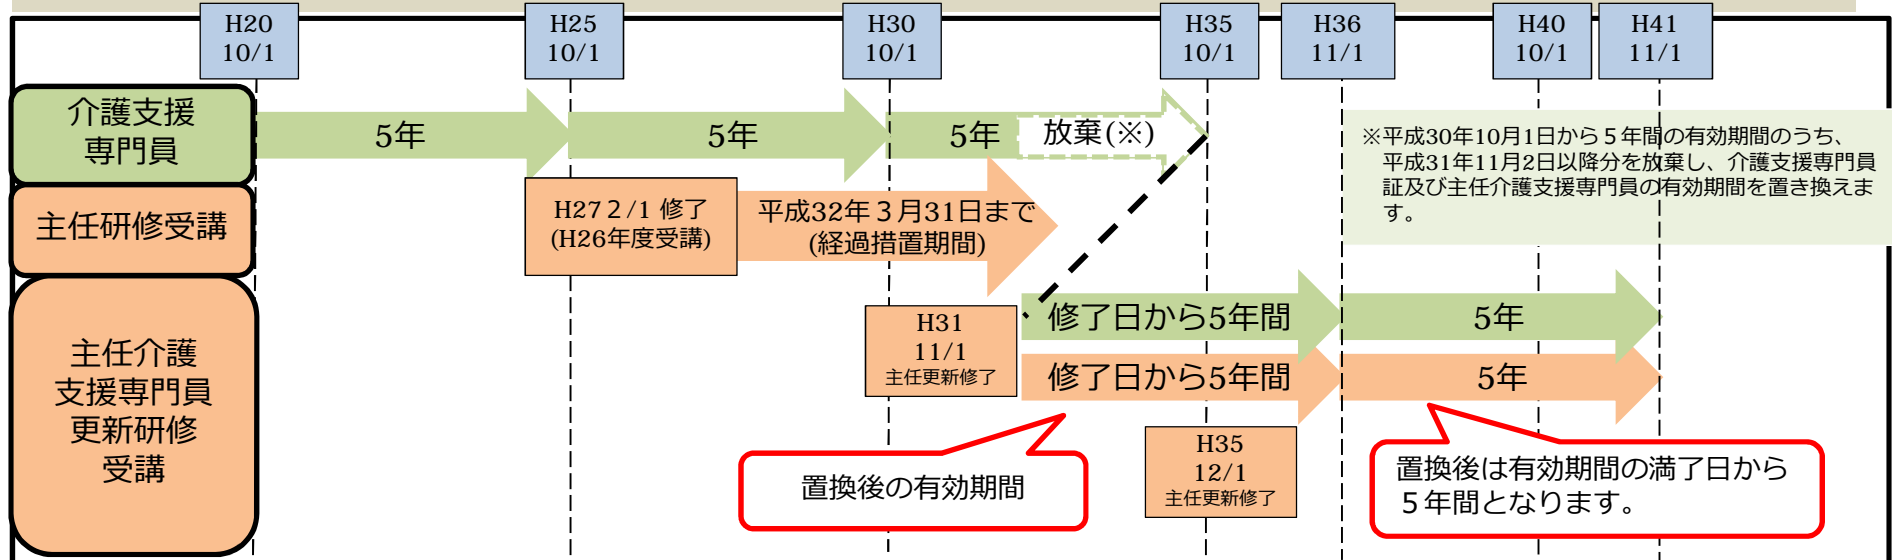 H20
10/1
H25
10/1
H30
10/1
H35
10/1
H36
11/1
H40
10/1
H41
11/1
介護支援
専門員
5年
5年
5年
放棄(※)
※平成30年10月1日から５年間の有効期間のうち、
平成31年11月2日以降分を放棄し、介護支援専門員
証及び主任介護支援専門員の有効期間を置き換えま
す。
主任研修受講
H27２/1 修了
(H26年度受講)
平成32年３月31日まで
(経過措置期間)
主任介護
支援専門員
更新研修
受講
H31
11/1
主任更新修了
修了日から5年間
5年
修了日から5年間
5年
置換後の有効期間
H35
12/1
主任更新修了
置換後は有効期間の満了日から
５年間となります。